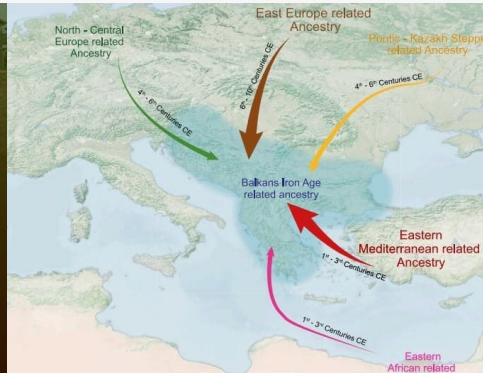 North - Central
Europe related
Ancestry
East Europe related
Ancestry
Pontic - Kazakh Steppe
related Ancestry
4th - 6th Centuries CE
6th - 10th Centuries CE
4th - 6th Centuries CE
Balkans Iron Age
related ancestry
Eastern
Mediterranean related
Ancestry
1st - 3rd Centuries CE
1st - 3rd Centuries CE
Eastern
African related